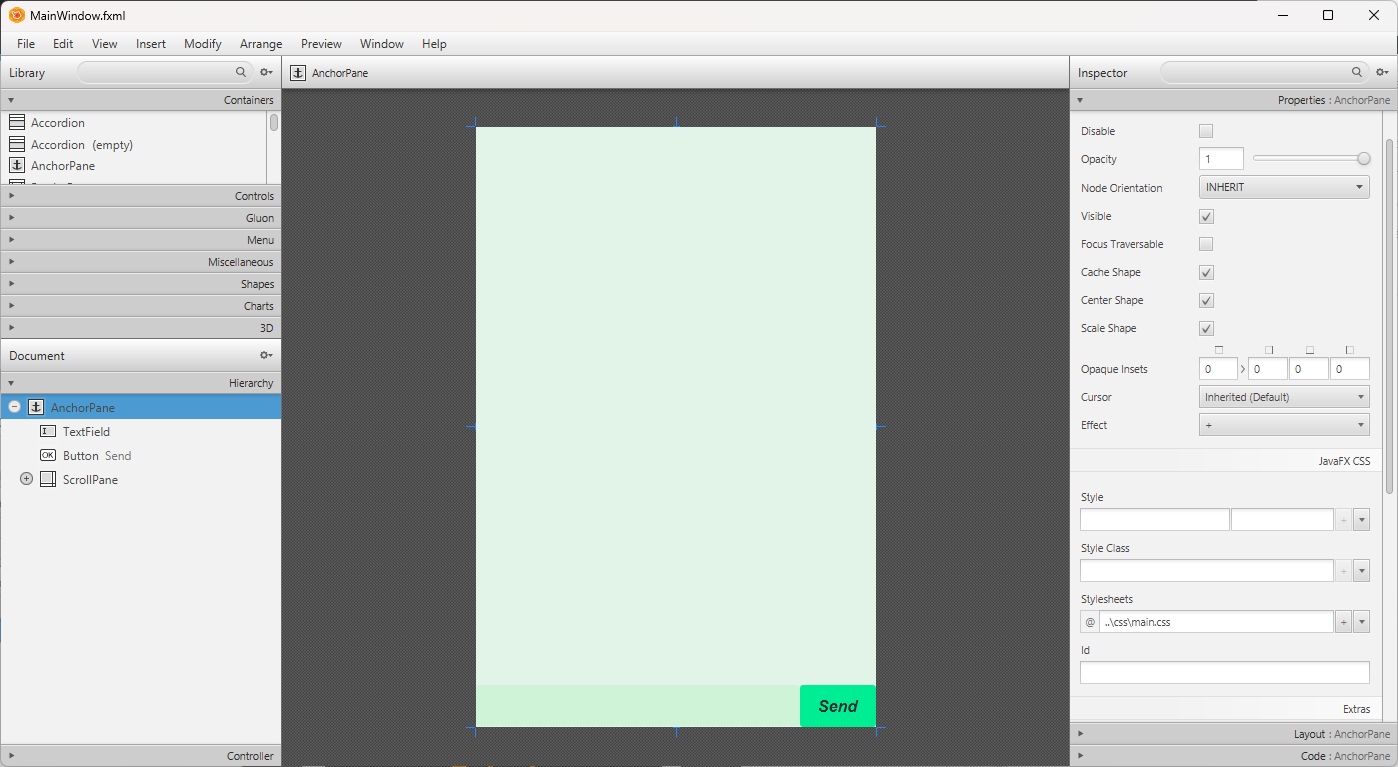 MainWindow.fxml
File Edit View Insert Modify Arrange Preview Window Help
Library
Containers
Accordion
Accordion (empty)
AnchorPane
Controls
Gluon
Menu
Miscellaneous
Shapes
Charts
3D
Document
Hierarchy
AnchorPane
TextField
OK Button Send
ScrollPane
Controller
AnchorPane
Send
Inspector
Properties : AnchorPane
Disable
Opacity 1
Node Orientation INHERIT
Visible
Focus Traversable
Cache Shape
Center Shape
Scale Shape
Opaque Insets 0 0 0 0
Cursor Inherited (Default)
Effect +
JavaFX CSS
Style
+
Style Class
+
Stylesheets
@ ..\css\main.css +
Id
Extras
Layout : AnchorPane
Code : AnchorPane